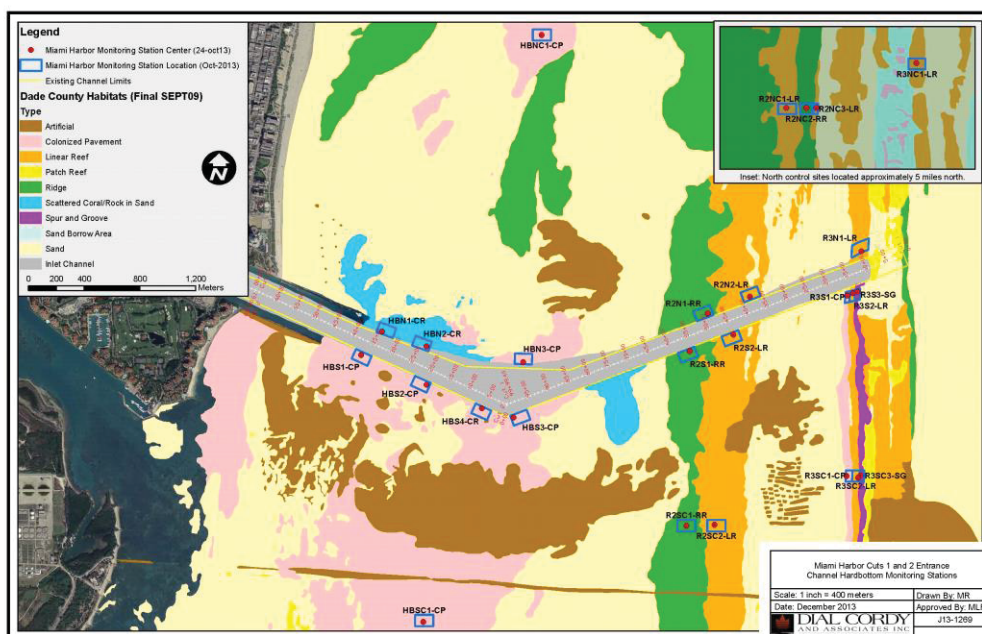 Legend
Miami Harbor Monitoring Station Center (24-oct13)
Miami Harbor Monitoring Station Location (Oct-2013)
Existing Channel Limits
Dade County Habitats (Final SEPT09)
Type
Artificial
Colonized Pavement
Linear Reef
Patch Reef
Ridge
Scattered Coral/Rock in Sand
Spur and Groove
Sand Borrow Area
Sand
Inlet Channel
0 200 400 800 1,200
Meters
N
HBNC1-CP
R3NC1-LR
R2NC1-LR
R2NC3-LR
R2NC2-RR
Inset: North control sites located approximately 5 miles north.
R3N1-LR
R3S1-CP
R3S3-SG
R3S2-LR
R2N2-LR
R2N1-RR
R2S2-LR
R2S1-RR
HBN1-CR
HBN2-CR
HBN3-CP
HBS1-CP
HBS2-CP
HBS4-CR
HBS3-CP
R3SC1-CP
R3SC3-SG
R3SC2-LR
R2SC1-RR
R2SC2-LR
HBSC1-CP
Miami Harbor Cuts 1 and 2 Entrance
Channel Hardbottom Monitoring Stations
Scale: 1 inch = 400 meters
Drawn By: MR
Date: December 2013
Approved By: MLR
DIAL CORDY
AND ASSOCIATES INC
J13-1269